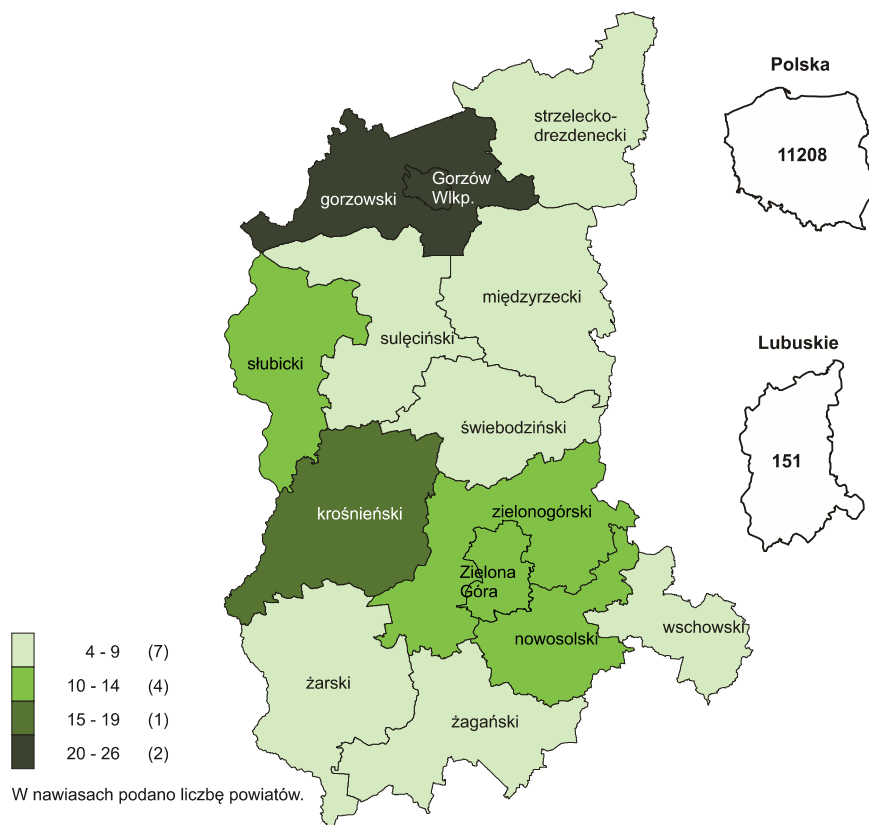 Polska
11208
strzelecko-
drezdenecki
Gorzów
Wlkp.
gorzowski
międzyrzecki
sulęciński
słubicki
Lubuskie
151
świebodziński
krośnieński
zielonogórski
Zielona
Góra
nowosolski
wschowski
żarski
żagański
4 - 9 (7)
10 - 14 (4)
15 - 19 (1)
20 - 26 (2)
W nawiasach podano liczbę powiatów.